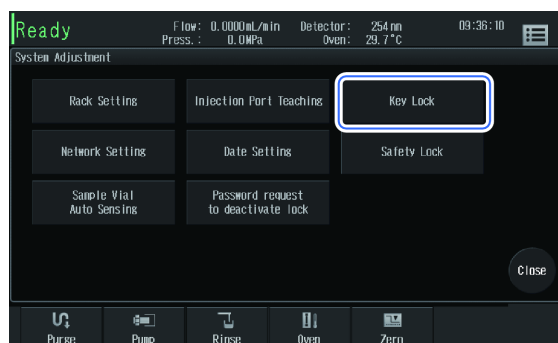 Ready
Flow: 0.0000mL/min Detector: 254 nm 09:36:10
Press.: 0.0MPa Oven: 29.7°C
System Adjustment
Rack Setting Injection Port Teaching Key Lock
Network Setting Date Setting Safety Lock
Sample Vial
Auto Sensing
Password request
to deactivate lock
Close
Purge Pump Rinse Oven Zero